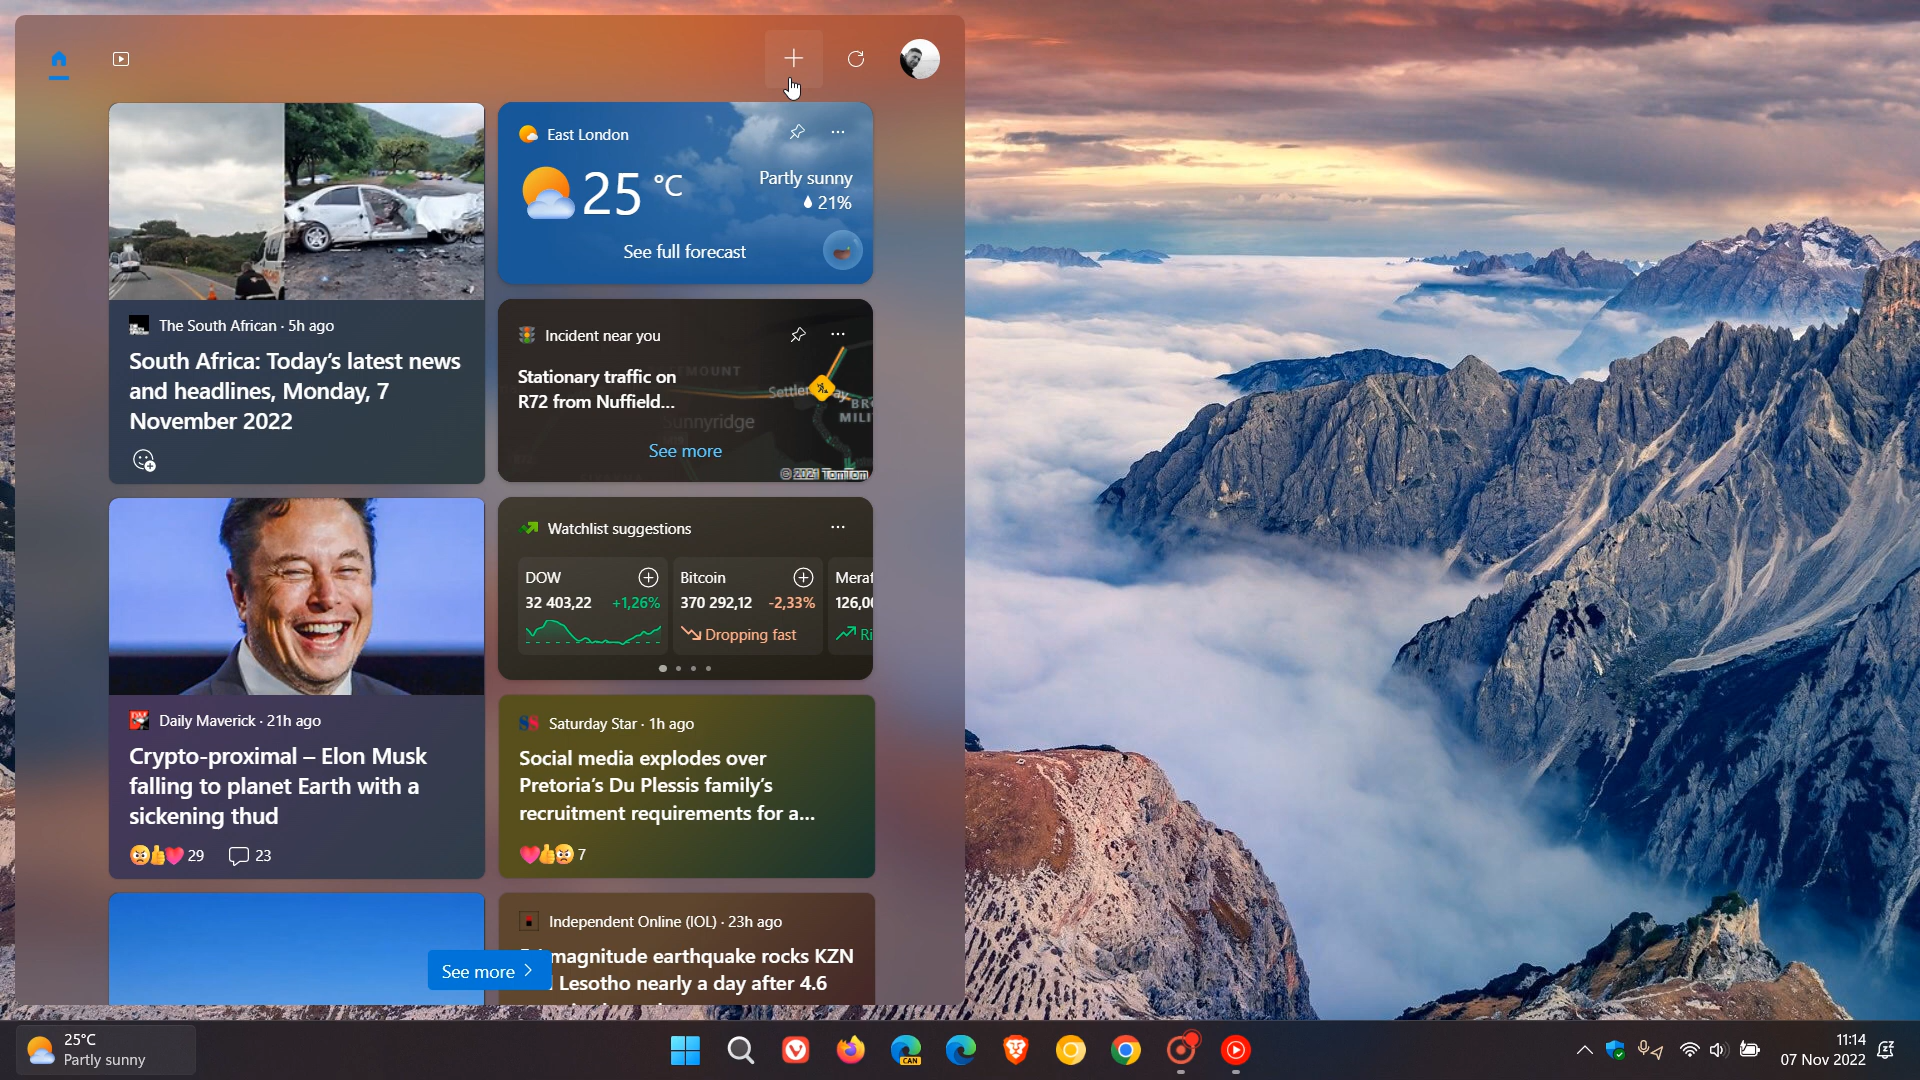 The South African · 5h ago
South Africa: Today's latest news
and headlines, Monday, 7
November 2022
East London
25 °C
Partly sunny
21%
See full forecast
Incident near you
Stationary traffic on
R72 from Nuffield...
Sunnyridge
See more
© 2021 TomTom
Watchlist suggestions
DOW
32 403,22 +1,26%
Bitcoin
370 292,12 -2,33%
Dropping fast
Daily Maverick · 21h ago
Crypto-proximal – Elon Musk
falling to planet Earth with a
sickening thud
29
23
Saturday Star · 1h ago
Social media explodes over
Pretoria's Du Plessis family's
recruitment requirements for a...
7
Independent Online (IOL) · 23h ago
magnitude earthquake rocks KZN
Lesotho nearly a day after 4.6
See more
25°C
Partly sunny
CAN
11:14
07 Nov 2022